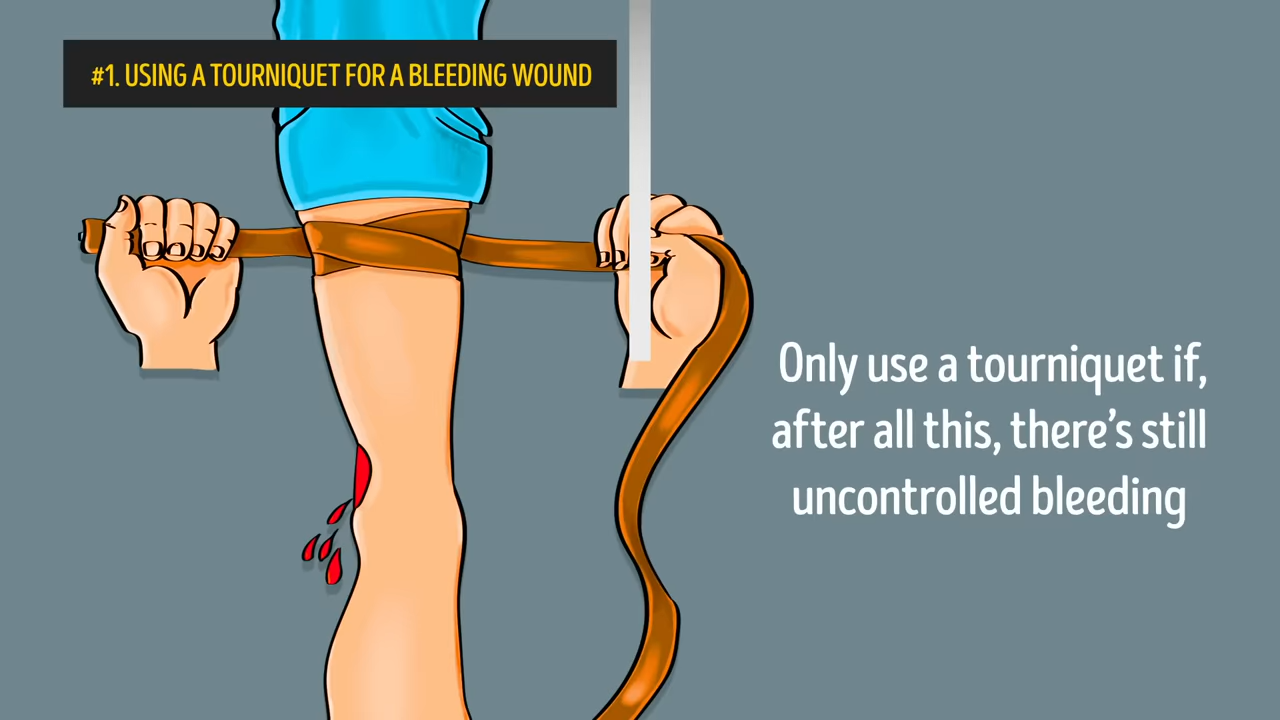 #1. USING A TOURNIQUET FOR A BLEEDING WOUND
Only use a tourniquet if,
after all this, there's still
uncontrolled bleeding